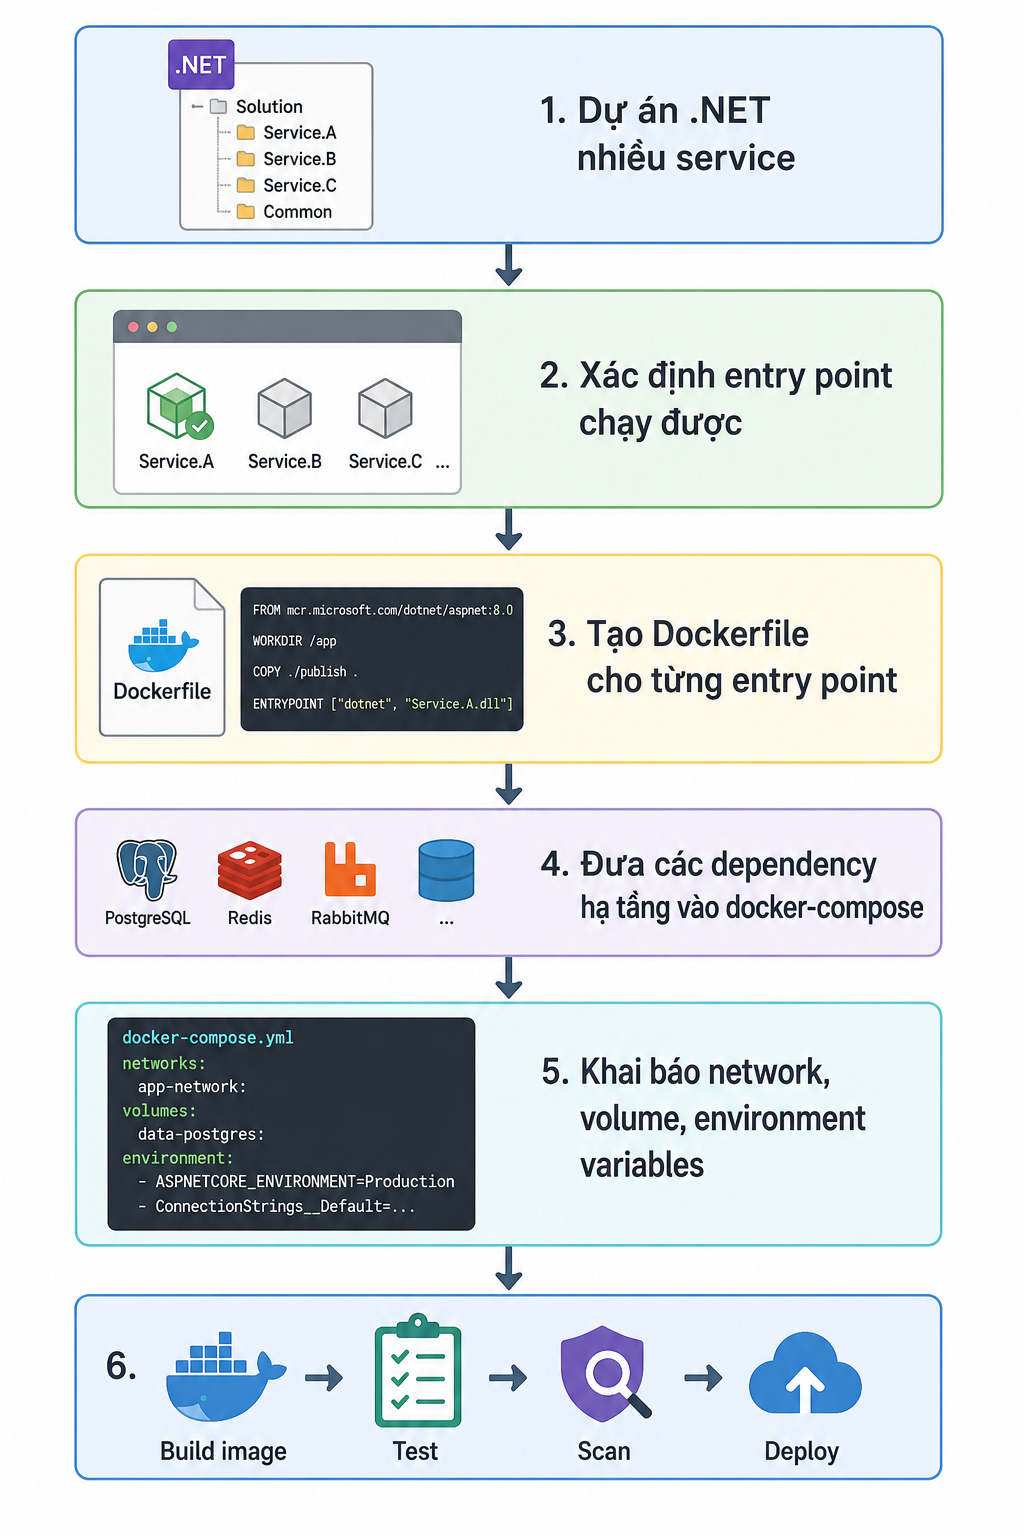 .NET
Solution
Service.A
Service.B
Service.C
Common
1. Dự án .NET
nhiều service
Service.A
Service.B
Service.C
...
2. Xác định entry point
chạy được
Dockerfile
FROM mcr.microsoft.com/dotnet/aspnet:8.0
WORKDIR /app
COPY ./publish .
ENTRYPOINT ["dotnet", "Service.A.dll"]
3. Tạo Dockerfile
cho từng entry point
PostgreSQL
Redis
RabbitMQ
...
4. Đưa các dependency
hạ tầng vào docker-compose
docker-compose.yml
networks:
app-network:
volumes:
data-postgres:
environment:
- ASPNETCORE_ENVIRONMENT=Production
- ConnectionStrings__Default=...
5. Khai báo network,
volume, environment
variables
6.
Build image
Test
Scan
Deploy